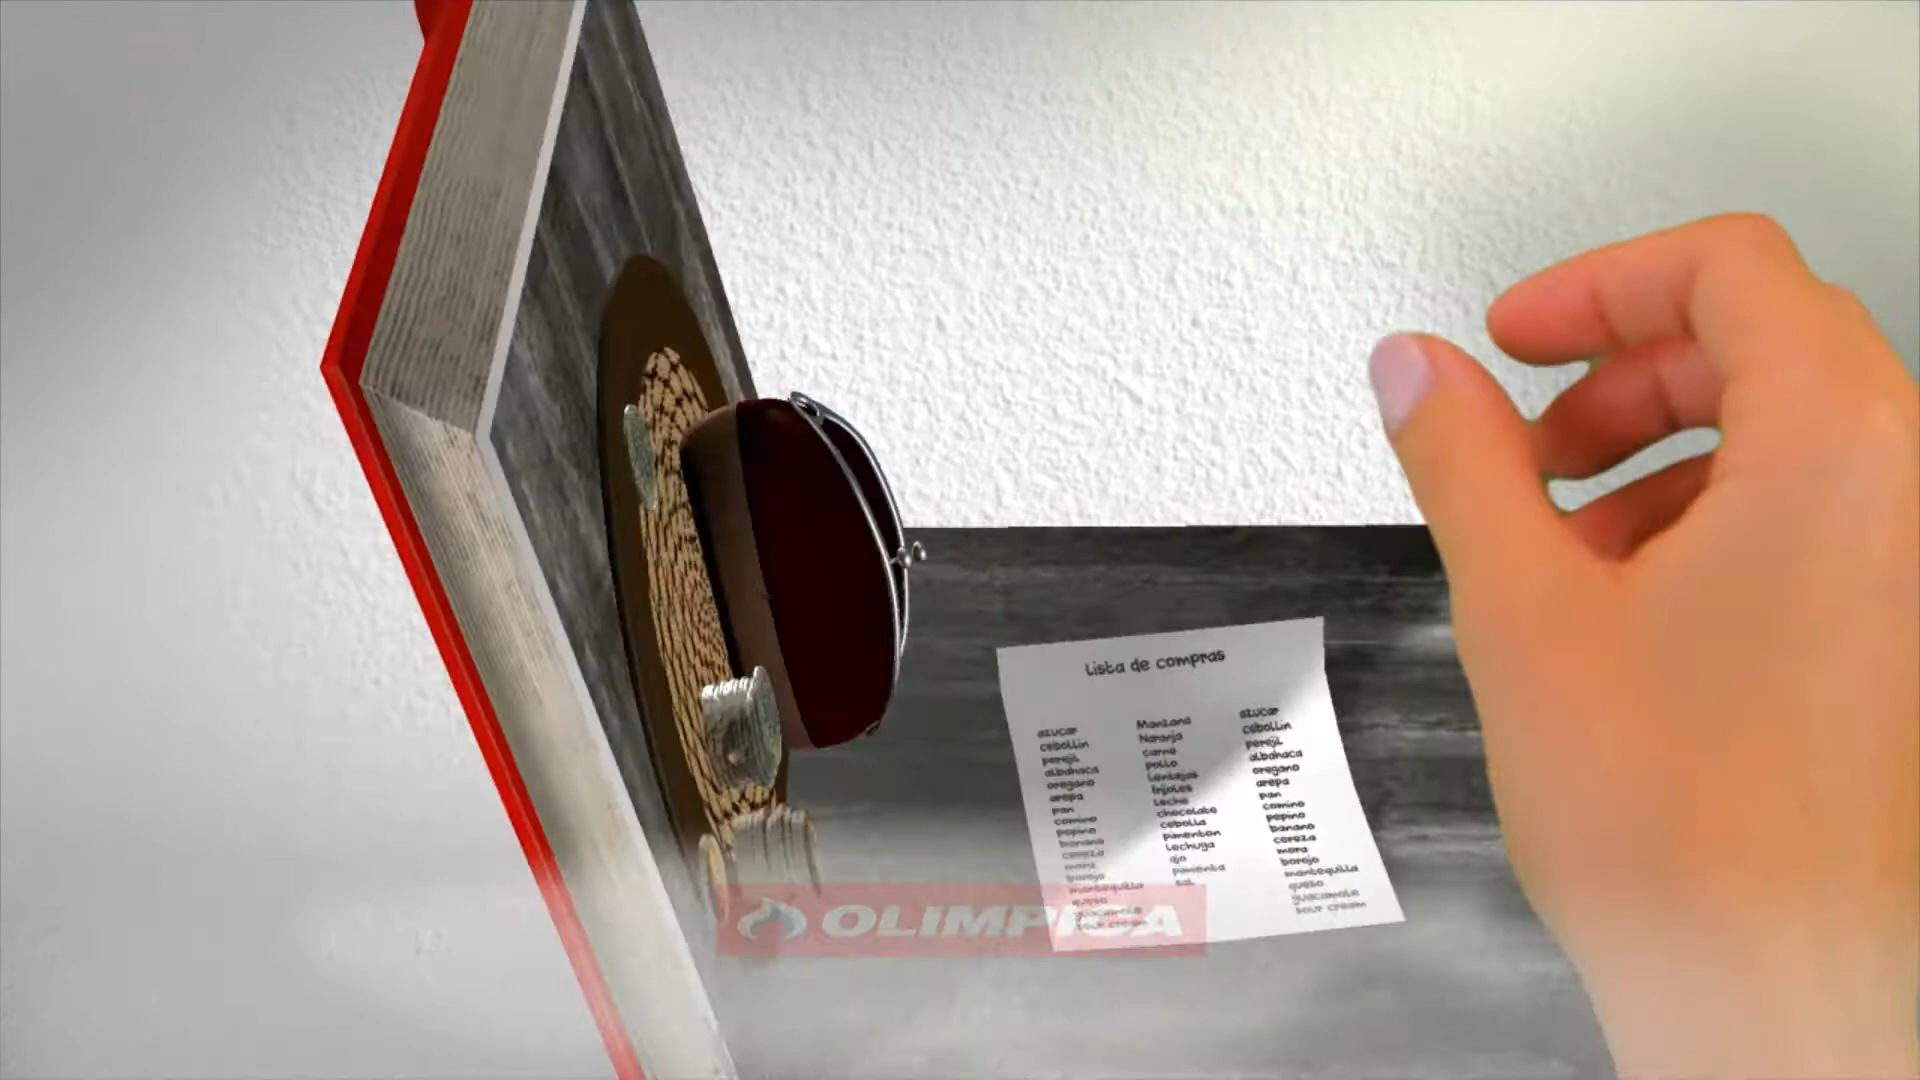 Lista de compras
azucar
cebollin
perejil
albahaca
oregano
arepa
pan
comino
pepino
banano
cereza
mora
borojo
mantequilla
queso
guacamole
sour cream
Manzana
Naranja
carne
pollo
lentejas
frijoles
leche
chocolate
cebolla
pimenton
lechuga
ajo
pimienta
sal
azucar
cebollin
perejil
albahaca
oregano
arepa
pan
comino
pepino
banano
cereza
mora
borojo
mantequilla
queso
guacamole
sour cream
OLIMPICA